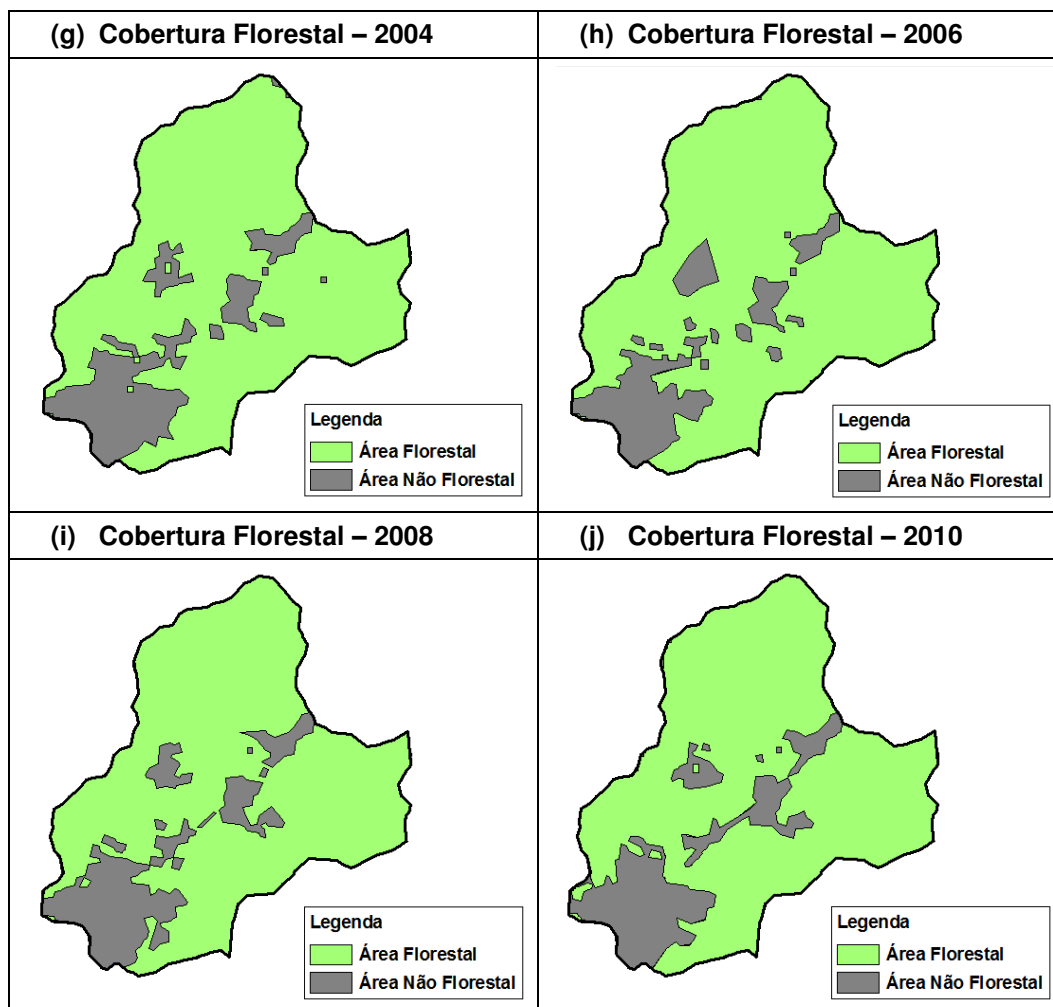 (g) Cobertura Florestal – 2004
(h) Cobertura Florestal – 2006
Legenda
Área Florestal
Área Não Florestal
Legenda
Área Florestal
Área Não Florestal
(i) Cobertura Florestal – 2008
(j) Cobertura Florestal – 2010
Legenda
Área Florestal
Área Não Florestal
Legenda
Área Florestal
Área Não Florestal